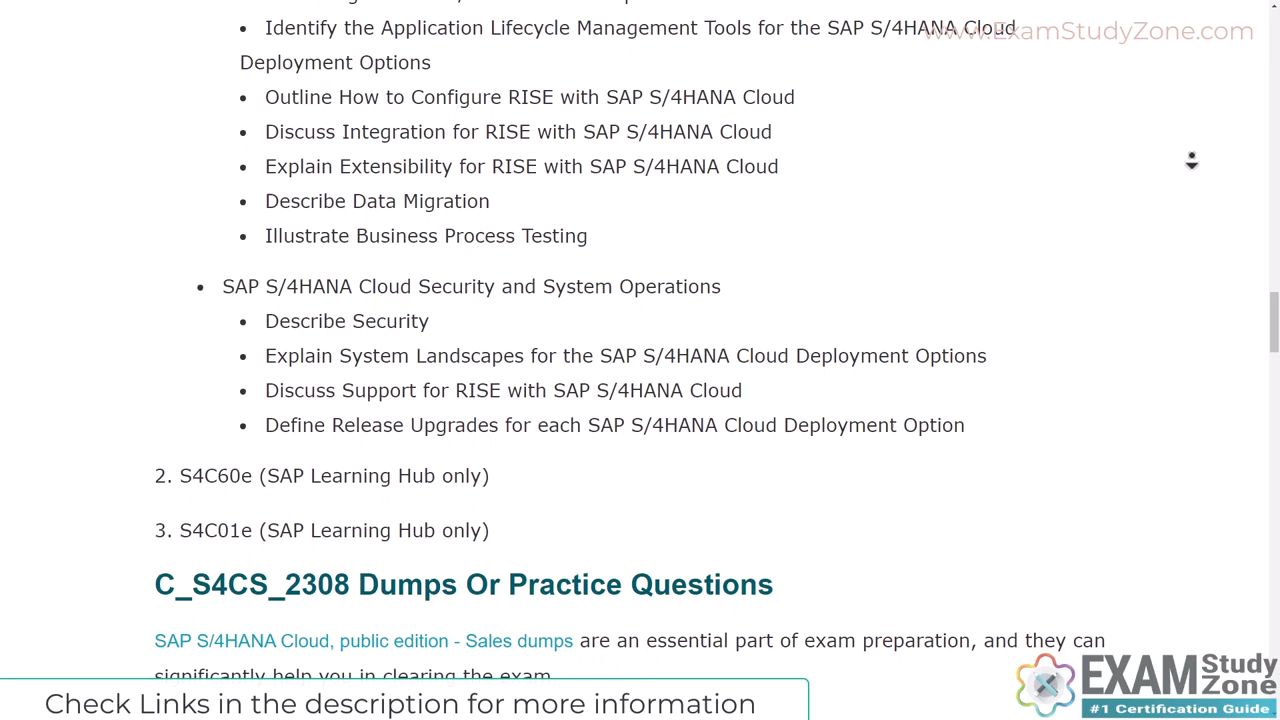 www.ExamStudyZone.com
• Identify the Application Lifecycle Management Tools for the SAP S/4HANA Cloud
Deployment Options
• Outline How to Configure RISE with SAP S/4HANA Cloud
• Discuss Integration for RISE with SAP S/4HANA Cloud
• Explain Extensibility for RISE with SAP S/4HANA Cloud
• Describe Data Migration
• Illustrate Business Process Testing
• SAP S/4HANA Cloud Security and System Operations
• Describe Security
• Explain System Landscapes for the SAP S/4HANA Cloud Deployment Options
• Discuss Support for RISE with SAP S/4HANA Cloud
• Define Release Upgrades for each SAP S/4HANA Cloud Deployment Option
2. S4C60e (SAP Learning Hub only)
3. S4C01e (SAP Learning Hub only)
C_S4CS_2308 Dumps Or Practice Questions
SAP S/4HANA Cloud, public edition - Sales dumps are an essential part of exam preparation, and they can
significantly help you in clearing the exam.
Check Links in the description for more information
EXAM Study Zone
#1 Certification Guide